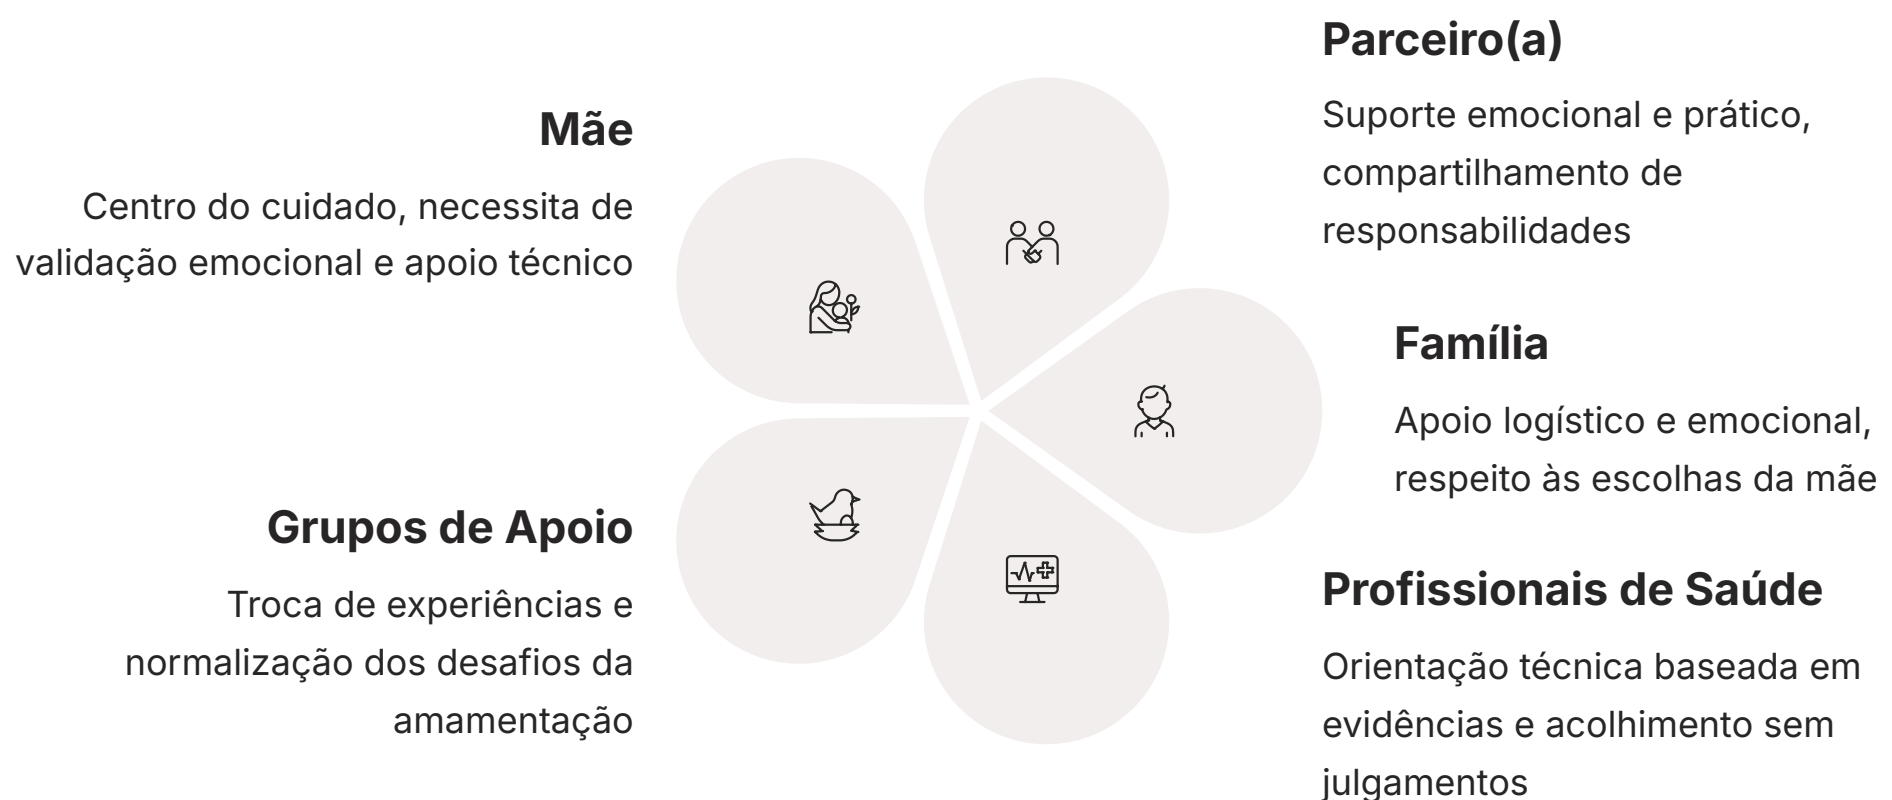 Mãe
Centro do cuidado, necessita de
validação emocional e apoio técnico
Parceiro(a)
Suporte emocional e prático,
compartilhamento de
responsabilidades
Família
Apoio logístico e emocional,
respeito às escolhas da mãe
Profissionais de Saúde
Orientação técnica baseada em
evidências e acolhimento sem
julgamentos
Grupos de Apoio
Troca de experiências e
normalização dos desafios da
amamentação